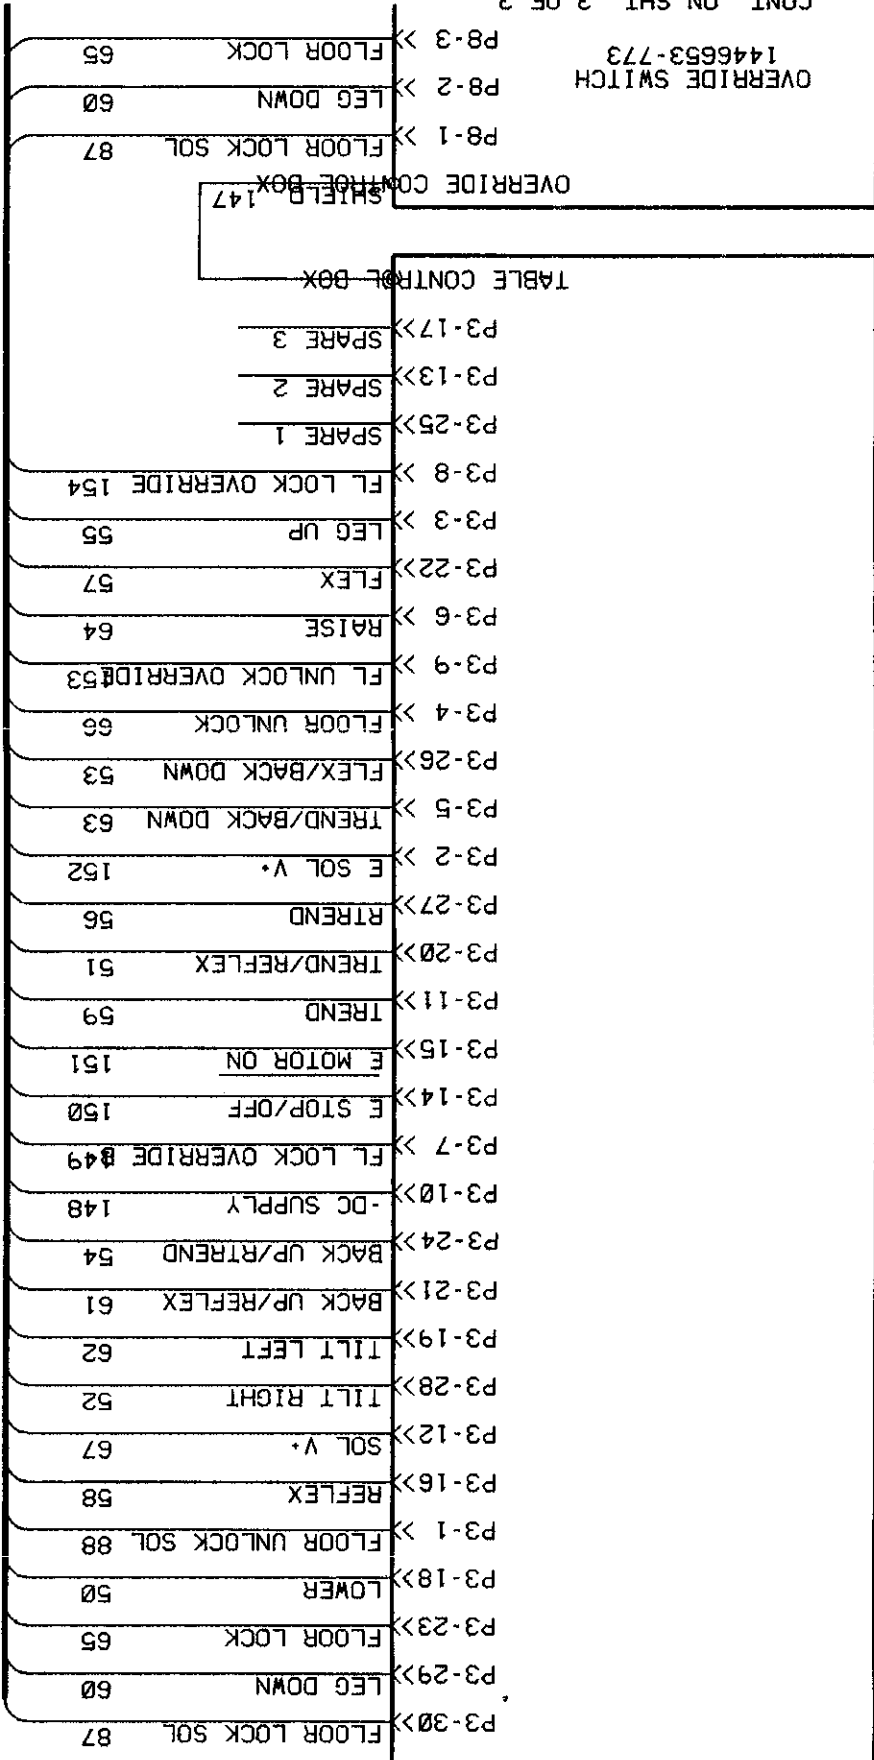 P3-30>> FLOOR LOCK SOL 87
P3-29>> LEG DOWN 60
P3-23>> FLOOR LOCK 65
P3-18>> LOWER 50
P3-1 >> FLOOR UNLOCK SOL 88
P3-16>> REFLEX 58
P3-12>> SOL V+ 67
P3-28>> TILT RIGHT 52
P3-19>> TILT LEFT 62
P3-21>> BACK UP/REFLEX 61
P3-24>> BACK UP/RTREND 54
P3-10>> -DC SUPPLY 148
P3-7 >> FL LOCK OVERRIDE B 149
P3-14>> E STOP/OFF 150
P3-15>> E MOTOR ON 151
P3-11>> TREND 59
P3-20>> TREND/REFLEX 51
P3-27>> RTREND 56
P3-2 >> E SOL V+ 152
P3-5 >> TREND/BACK DOWN 63
P3-26>> FLEX/BACK DOWN 53
P3-4 >> FLOOR UNLOCK 66
P3-9 >> FL UNLOCK OVERRIDE 153
P3-6 >> RAISE 64
P3-22>> FLEX 57
P3-3 >> LEG UP 55
P3-8 >> FL LOCK OVERRIDE 154
P3-25>> SPARE 1
P3-13>> SPARE 2
P3-17>> SPARE 3
TABLE CONTROL BOX
SHIELD 147
OVERRIDE CONTROL BOX
P8-1 >> FLOOR LOCK SOL 87
P8-2 >> LEG DOWN 60
OVERRIDE SWITCH
1446653-773
P8-3 >> FLOOR LOCK 65
CONT ON SHT OF